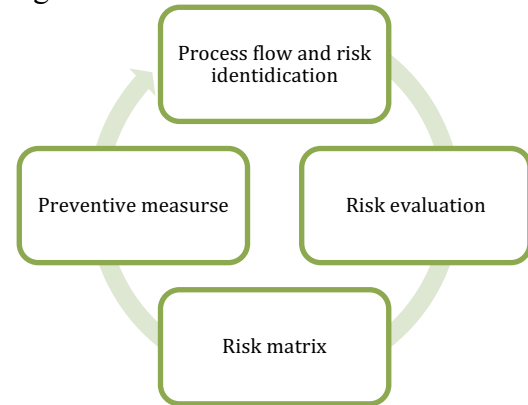 Process flow and risk
identidication
Preventive measurse
Risk evaluation
Risk matrix